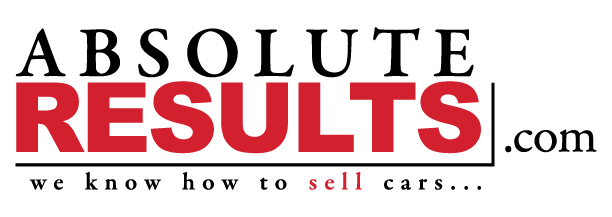 ABSOLUTE
RESULTS.com
we know how to sell cars...